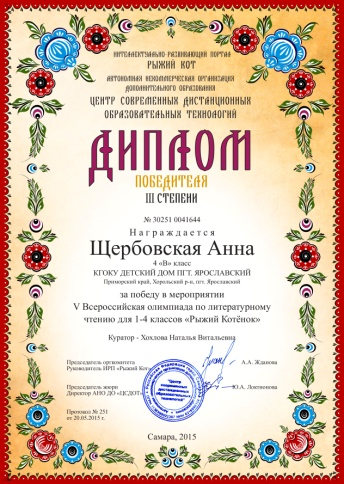 ИНТЕЛЛЕКТУАЛЬНО-РАЗВИВАЮЩИЙ ПОРТАЛ
РЫЖИЙ КОТ
АВТОНОМНАЯ НЕКОММЕРЧЕСКАЯ ОРГАНИЗАЦИЯ
ДОПОЛНИТЕЛЬНОГО ОБРАЗОВАНИЯ
ЦЕНТР СОВРЕМЕННЫХ ДИСТАНЦИОННЫХ
ОБРАЗОВАТЕЛЬНЫХ ТЕХНОЛОГИЙ
ДИПЛОМ
ПОБЕДИТЕЛЯ
III СТЕПЕНИ
№ 30251 0041644
Награждается
Щербовская Анна
4 «В» класс
КГОКУ ДЕТСКИЙ ДОМ ПГТ. ЯРОСЛАВСКИЙ
Приморский край, Хорольский р-н, пгт. Ярославский
за победу в мероприятии
V Всероссийская олимпиада по литературному
чтению для 1-4 классов «Рыжий Котёнок»
Куратор - Хохлова Наталья Витальевна
Председатель оргкомитета
Руководитель ИРП «Рыжий Кот»
А.А. Жданова
Председатель жюри
Директор АНО ДО «ЦСДОТ»
Ю.А. Локтионова
Протокол № 251
от 20.05.2015 г.
Самара, 2015